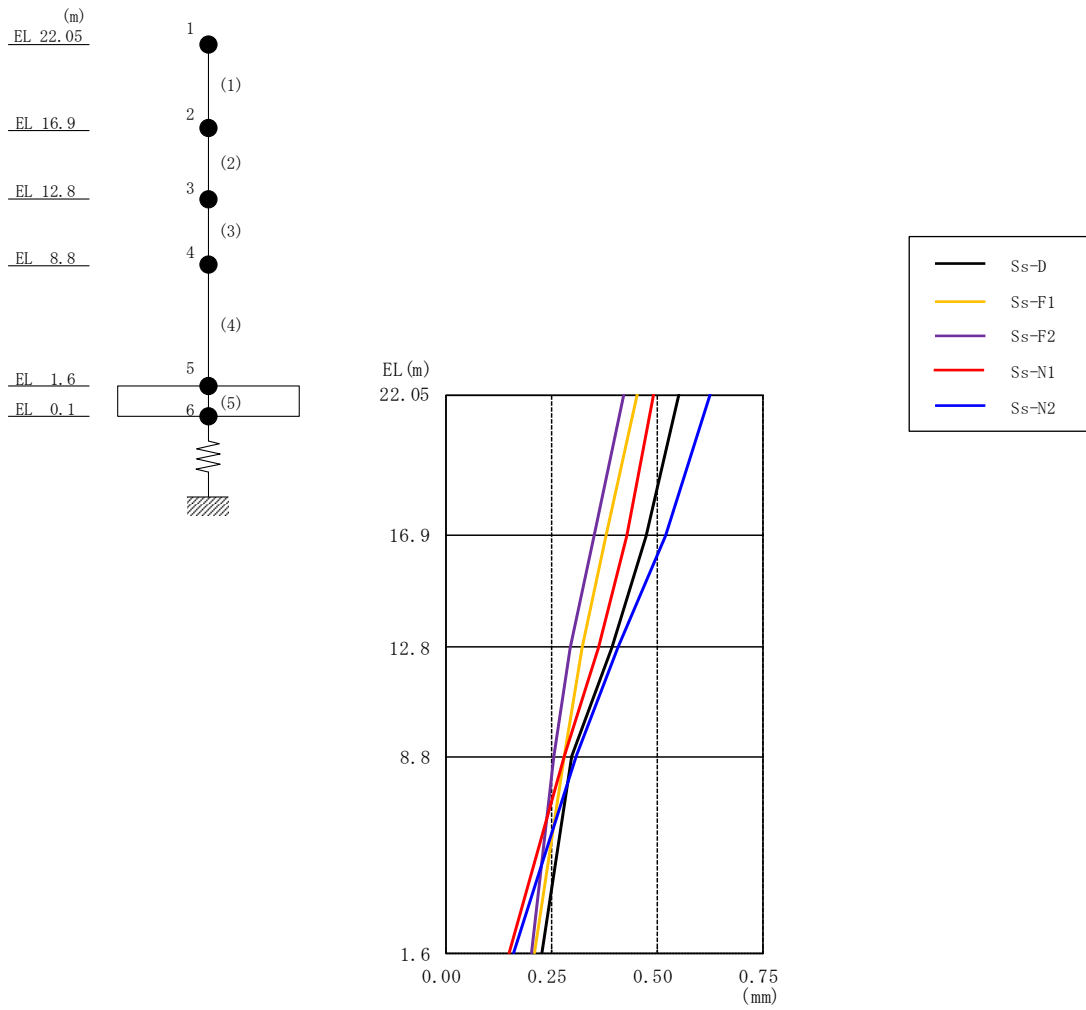 (m)
EL 22.05
1
(1)
EL 16.9
2
(2)
EL 12.8
3
(3)
EL 8.8
4
(4)
EL 1.6
5
(5)
EL 0.1
6
Ss-D
Ss-F1
Ss-F2
Ss-N1
Ss-N2
EL(m)
22.05
16.9
12.8
8.8
1.6
0.00 0.25 0.50 0.75
(mm)